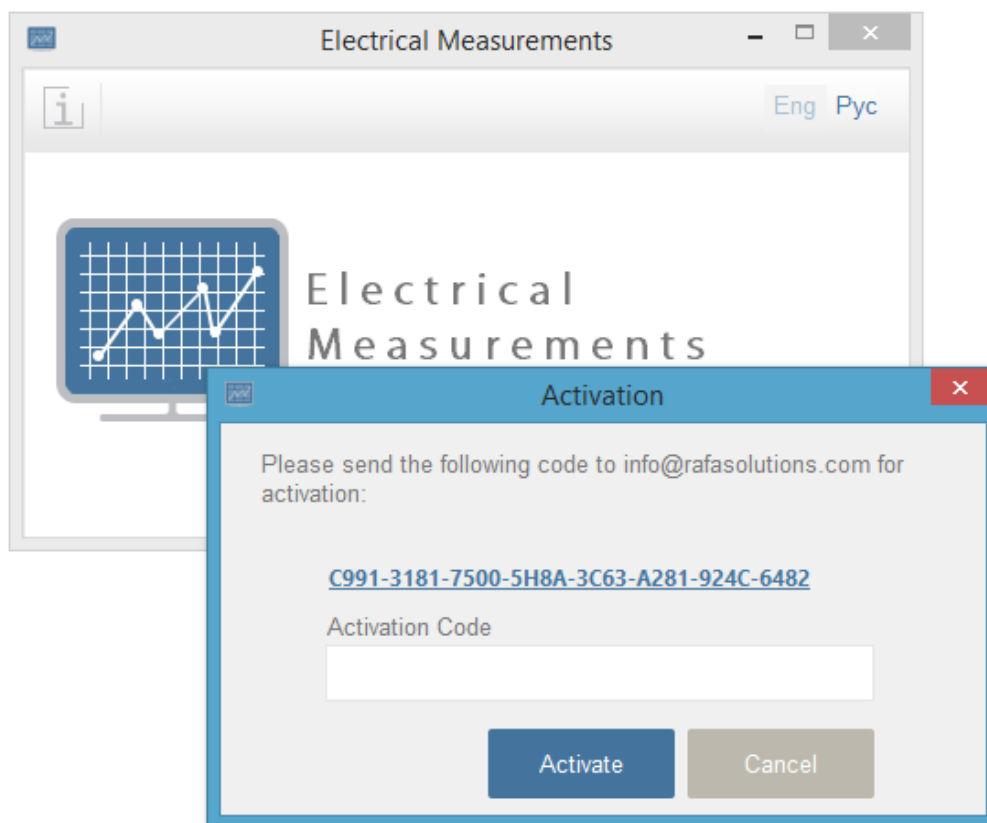 Electrical Measurements
Eng Рус
Electrical
Measurements
Activation
Please send the following code to info@rafasolutions.com for
activation:
C991-3181-7500-5H8A-3C63-A281-924C-6482
Activation Code
Activate Cancel